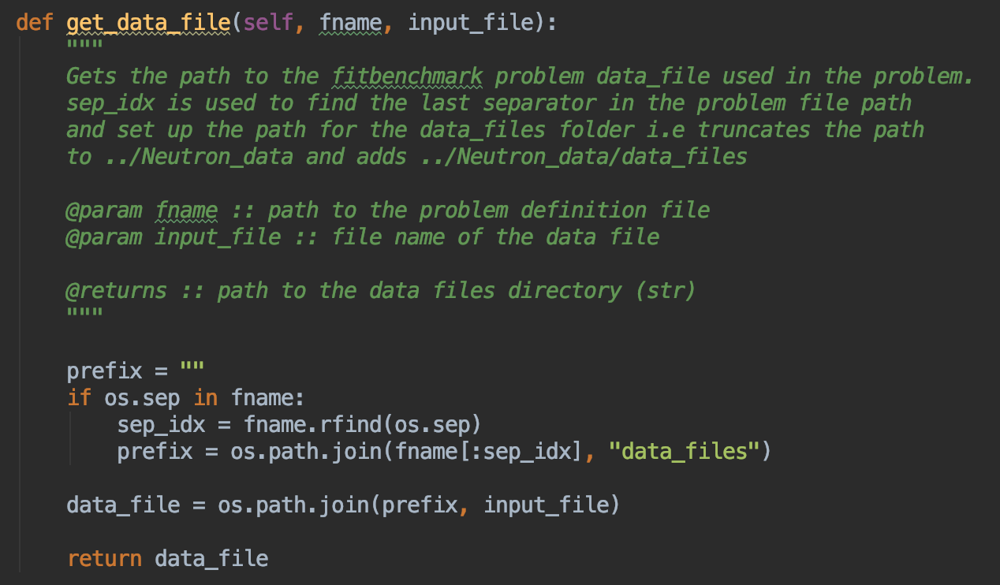 def get_data_file(self, fname, input_file):
    """
    Gets the path to the fitbenchmark problem data_file used in the problem.
    sep_idx is used to find the last separator in the problem file path
    and set up the path for the data_files folder i.e truncates the path
    to ../Neutron_data and adds ../Neutron_data/data_files

    @param fname :: path to the problem definition file
    @param input_file :: file name of the data file

    @returns :: path to the data files directory (str)
    """

    prefix = ""
    if os.sep in fname:
        sep_idx = fname.rfind(os.sep)
        prefix = os.path.join(fname[:sep_idx], "data_files")

    data_file = os.path.join(prefix, input_file)

    return data_file